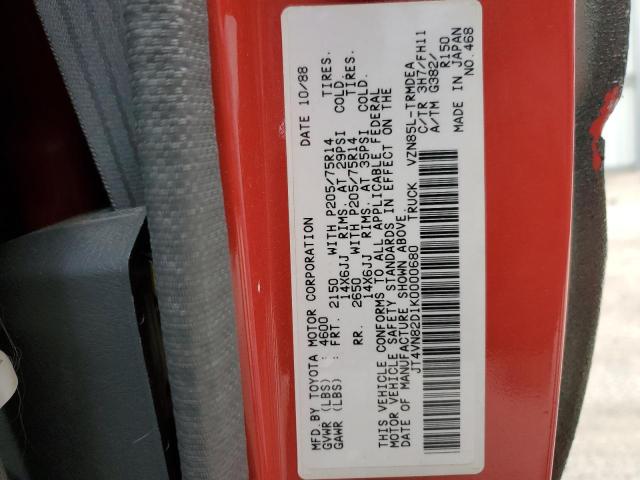 MFD.BY TOYOTA MOTOR CORPORATION DATE 10/88
GVWR (LBS) : 4600
GAWR (LBS) : FRT. 2150 WITH P205/75R14 TIRES.
14X6JJ RIMS. AT 29PSI COLD.
RR. 2650 WITH P205/75R14 TIRES.
14X6JJ RIMS. AT 35PSI COLD.
THIS VEHICLE CONFORMS TO ALL APPLICABLE FEDERAL
MOTOR VEHICLE SAFETY STANDARDS IN EFFECT ON THE
DATE OF MANUFACTURE SHOWN ABOVE.
JT4VN82D1K0000680 TRUCK VZN85L-TRMDEA
C/TR 3H7/FH11
A/TM G382/
R150
MADE IN JAPAN
NO.468